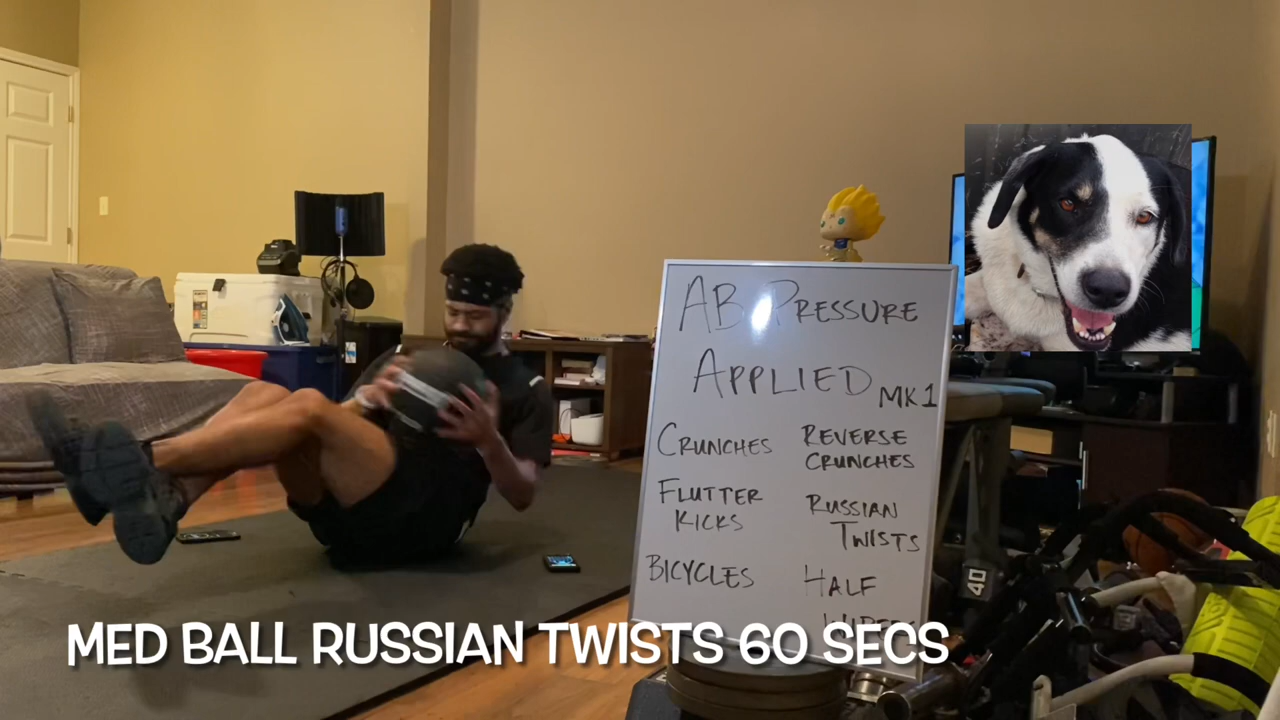 AB PRESSURE
APPLIED MK1
CRUNCHES
FLUTTER
KICKS
BICYCLES
REVERSE
CRUNCHES
RUSSIAN
TWISTS
HALF
WIPERS
40
MED BALL RUSSIAN TWISTS 60 SECS